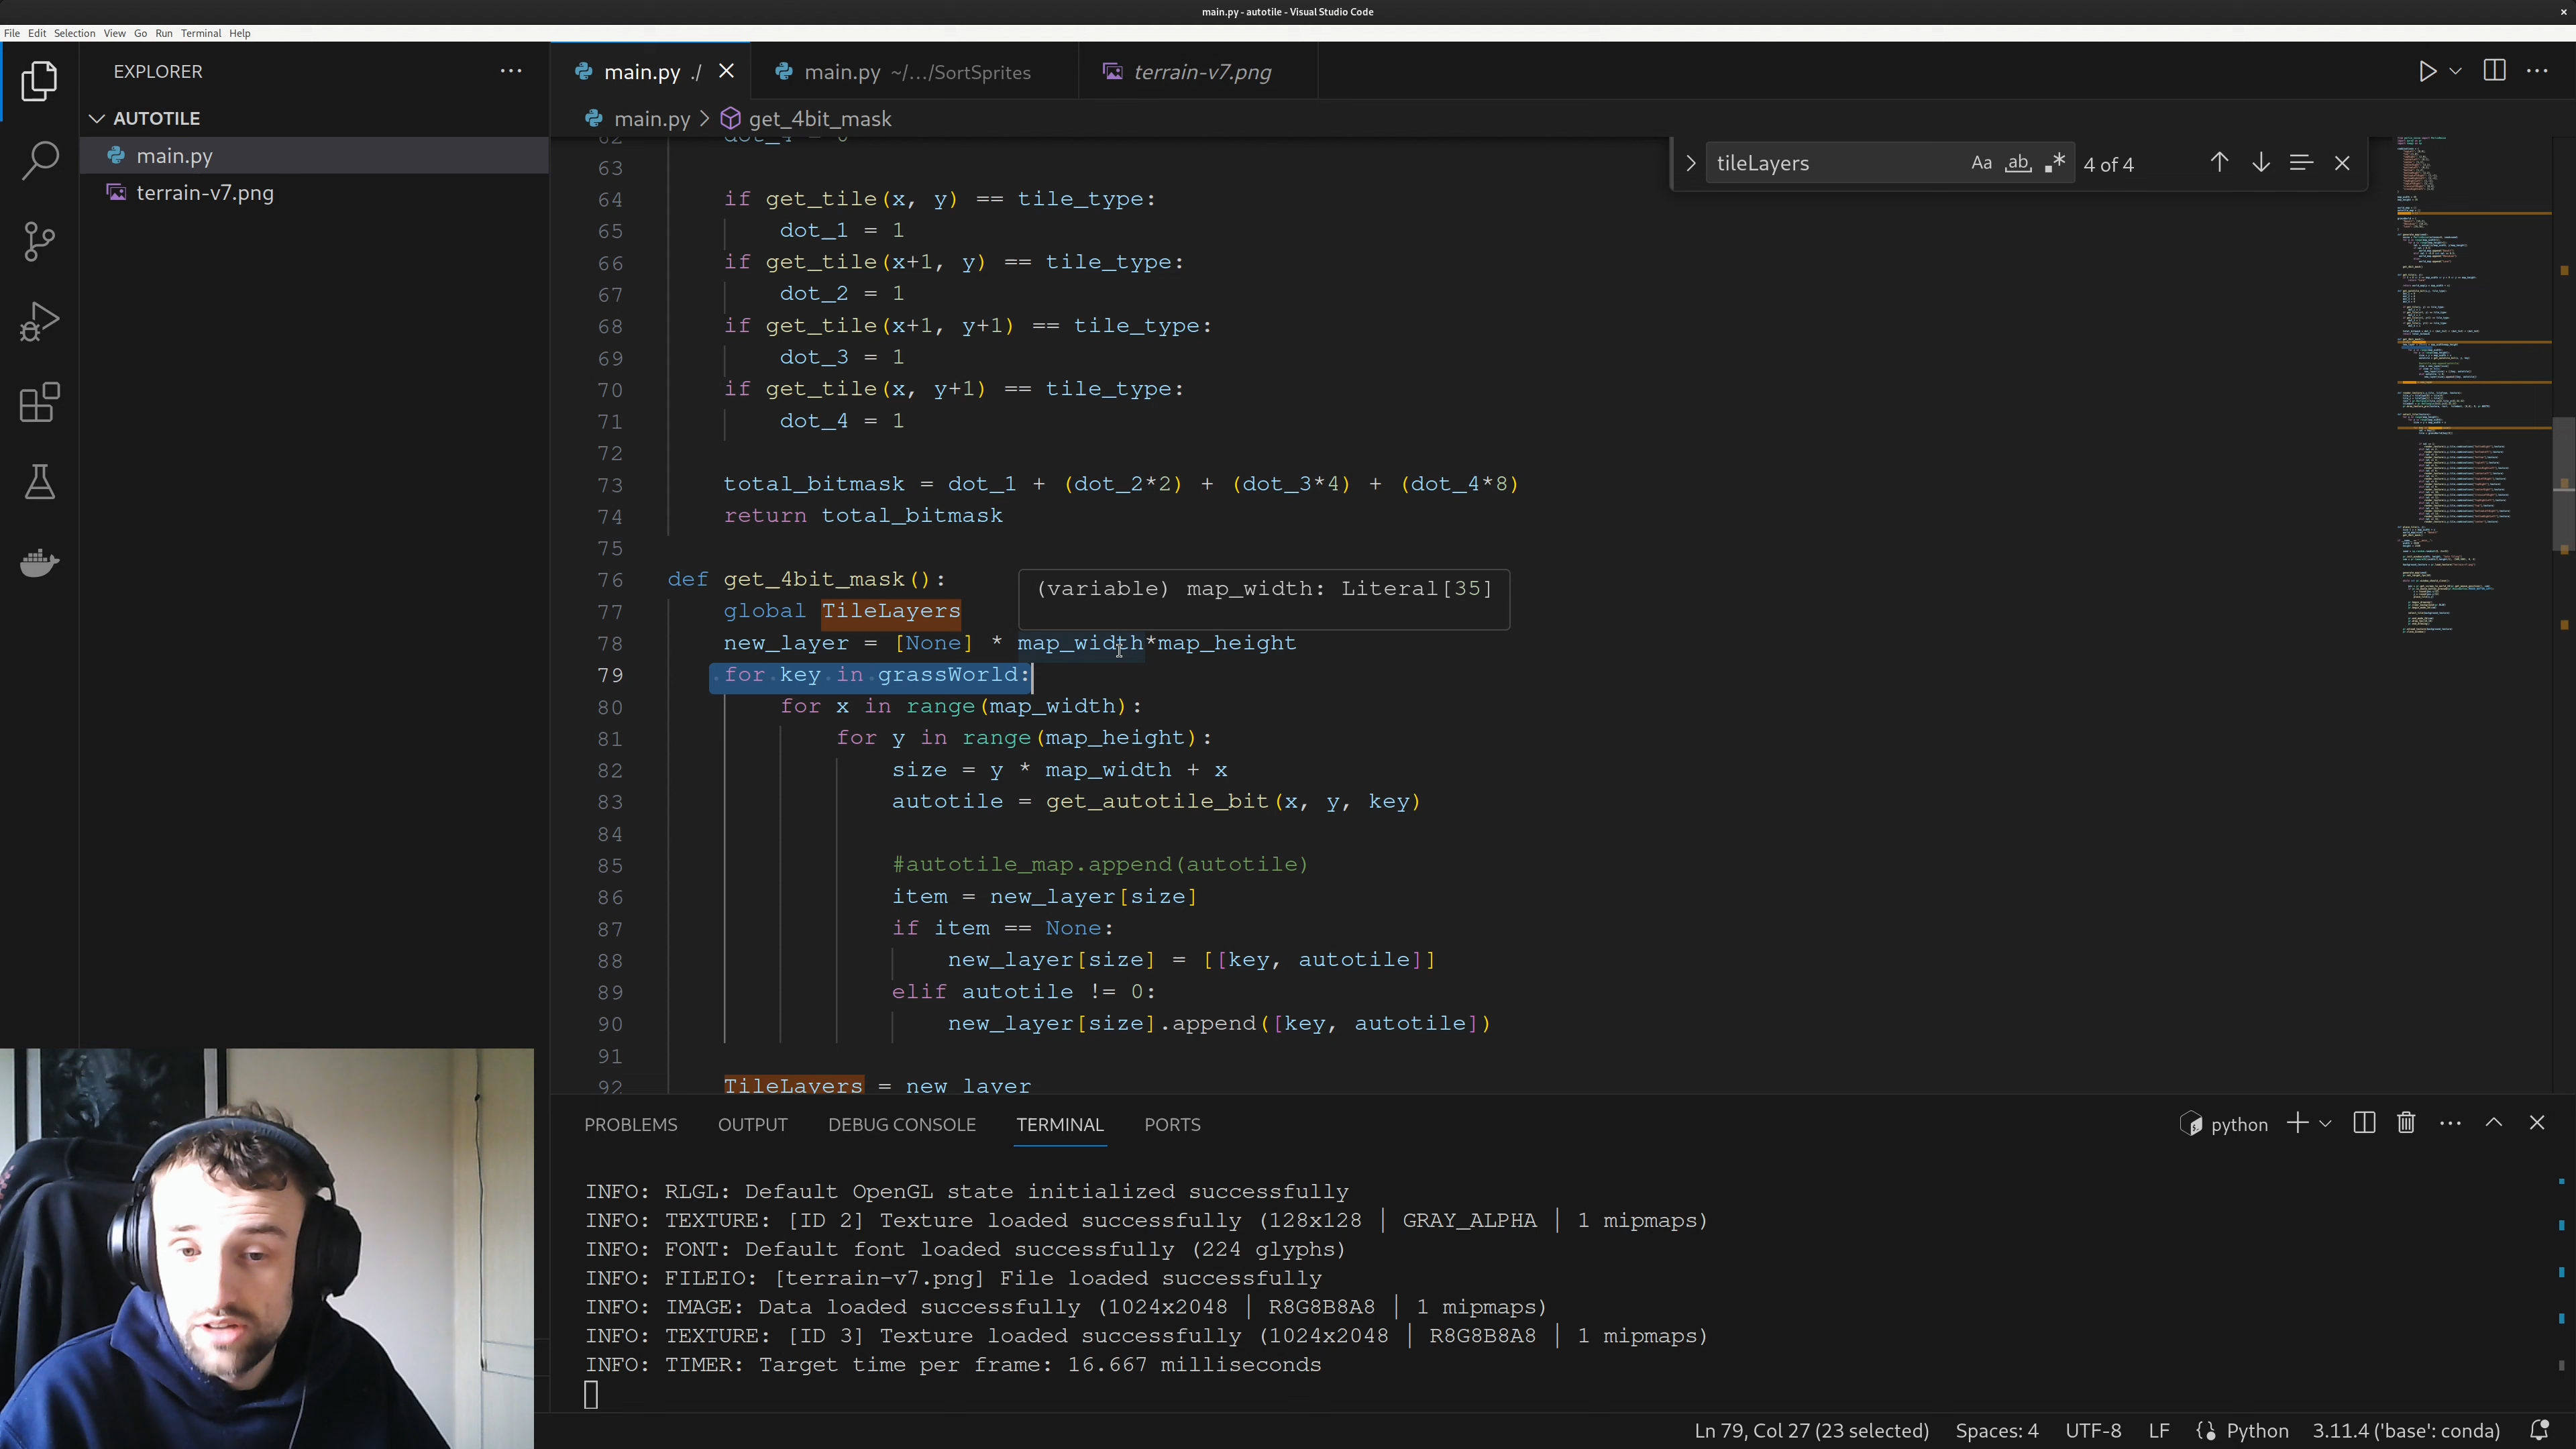 main.py - autotile - Visual Studio Code
File Edit Selection View Go Run Terminal Help
EXPLORER
AUTOTILE
main.py
terrain-v7.png
main.py ./
main.py ~/.../SortSprites
terrain-v7.png
main.py > get_4bit_mask
tileLayers
Aa ab 4 of 4
62 dot_4 = 0
63
64 if get_tile(x, y) == tile_type:
65 dot_1 = 1
66 if get_tile(x+1, y) == tile_type:
67 dot_2 = 1
68 if get_tile(x+1, y+1) == tile_type:
69 dot_3 = 1
70 if get_tile(x, y+1) == tile_type:
71 dot_4 = 1
72
73 total_bitmask = dot_1 + (dot_2*2) + (dot_3*4) + (dot_4*8)
74 return total_bitmask
75
76 def get_4bit_mask():
(variable) map_width: Literal[35]
77 global TileLayers
78 new_layer = [None] * map_width*map_height
79 for key in grassWorld:
80 for x in range(map_width):
81 for y in range(map_height):
82 size = y * map_width + x
83 autotile = get_autotile_bit(x, y, key)
84
85 #autotile_map.append(autotile)
86 item = new_layer[size]
87 if item == None:
88 new_layer[size] = [[key, autotile]]
89 elif autotile != 0:
90 new_layer[size].append([key, autotile])
91
92 TileLayers = new_layer
PROBLEMS OUTPUT DEBUG CONSOLE TERMINAL PORTS
python
INFO: RLGL: Default OpenGL state initialized successfully
INFO: TEXTURE: [ID 2] Texture loaded successfully (128x128 | GRAY_ALPHA | 1 mipmaps)
INFO: FONT: Default font loaded successfully (224 glyphs)
INFO: FILEIO: [terrain-v7.png] File loaded successfully
INFO: IMAGE: Data loaded successfully (1024x2048 | R8G8B8A8 | 1 mipmaps)
INFO: TEXTURE: [ID 3] Texture loaded successfully (1024x2048 | R8G8B8A8 | 1 mipmaps)
INFO: TIMER: Target time per frame: 16.667 milliseconds
Ln 79, Col 27 (23 selected) Spaces: 4 UTF-8 LF Python 3.11.4 ('base': conda)